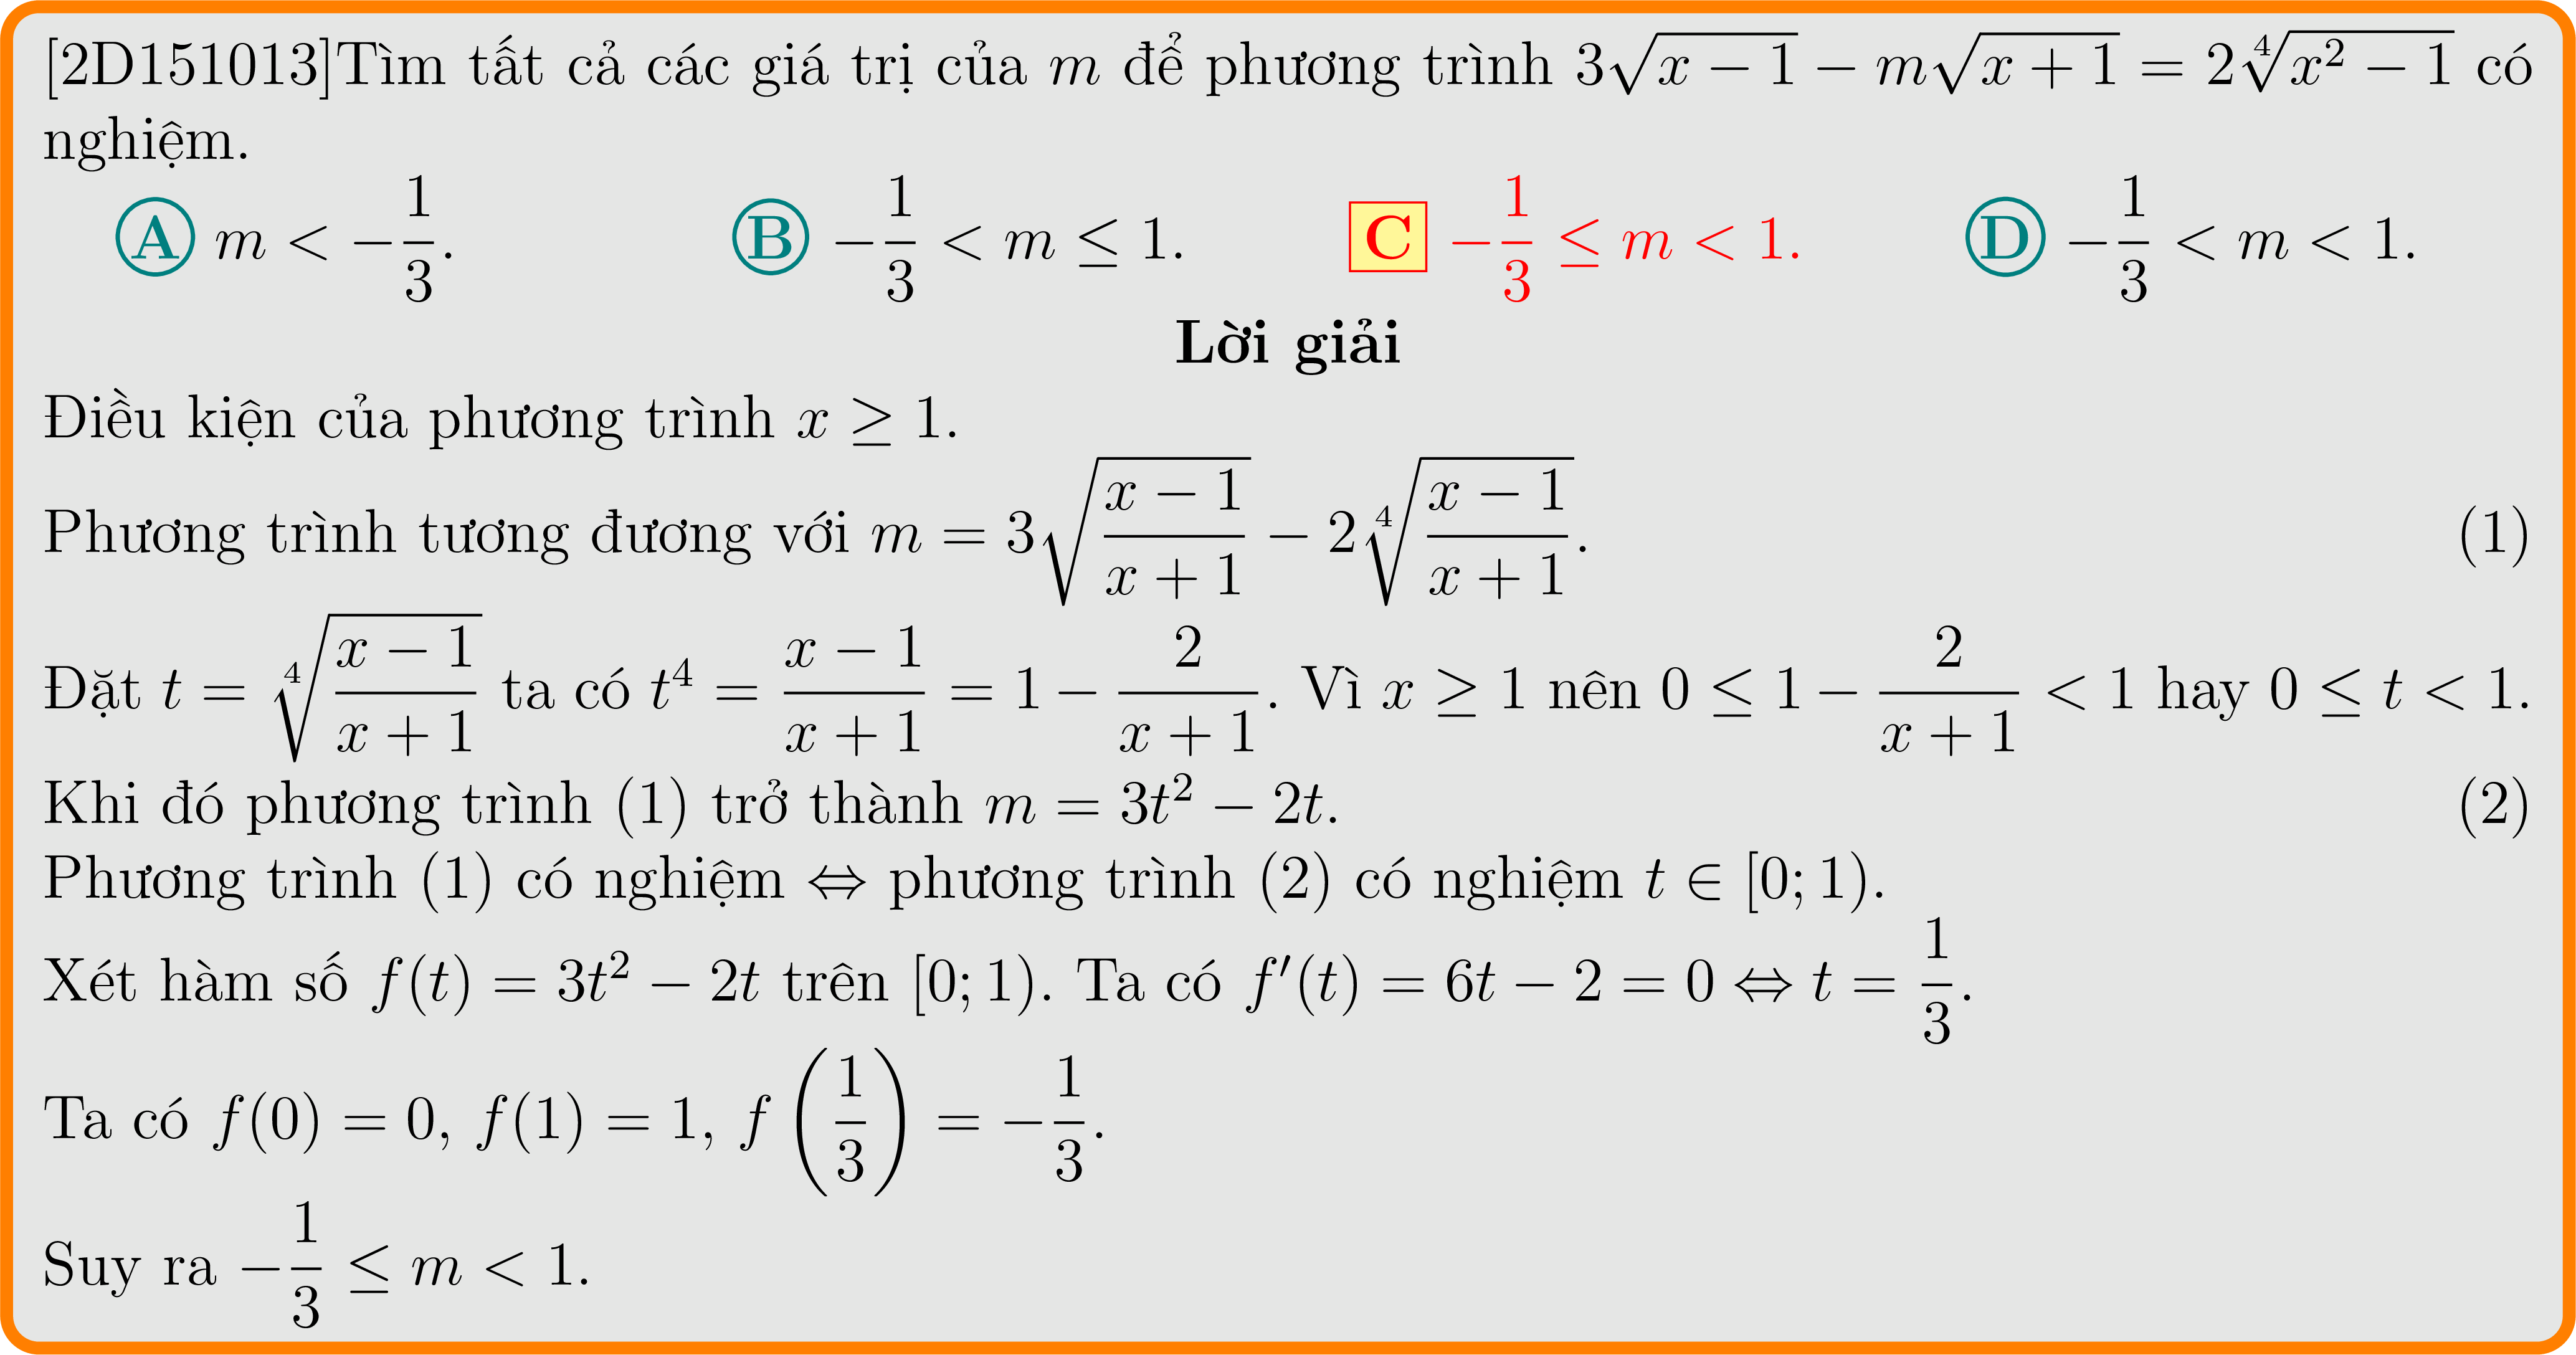 [2D151013]Tìm tất cả các giá trị của $m$ để phương trình $3\sqrt{x-1} - m\sqrt{x+1} = 2\sqrt[4]{x^2-1}$ có
nghiệm.
A $m < -\frac{1}{3}$. B $-\frac{1}{3} < m \leq 1$. C $-\frac{1}{3} \leq m < 1$. D $-\frac{1}{3} < m < 1$.
Lời giải
Điều kiện của phương trình $x \geq 1$.
Phương trình tương đương với $m = 3\sqrt{\frac{x-1}{x+1}} - 2\sqrt[4]{\frac{x-1}{x+1}}$. (1)
Đặt $t = \sqrt[4]{\frac{x-1}{x+1}}$ ta có $t^4 = \frac{x-1}{x+1} = 1 - \frac{2}{x+1}$. Vì $x \geq 1$ nên $0 \leq 1 - \frac{2}{x+1} < 1$ hay $0 \leq t < 1$.
Khi đó phương trình (1) trở thành $m = 3t^2 - 2t$. (2)
Phương trình (1) có nghiệm $\Leftrightarrow$ phương trình (2) có nghiệm $t \in [0; 1)$.
Xét hàm số $f(t) = 3t^2 - 2t$ trên $[0; 1)$. Ta có $f'(t) = 6t - 2 = 0 \Leftrightarrow t = \frac{1}{3}$.
Ta có $f(0) = 0$, $f(1) = 1$, $f\left(\frac{1}{3}\right) = -\frac{1}{3}$.
Suy ra $-\frac{1}{3} \leq m < 1$.